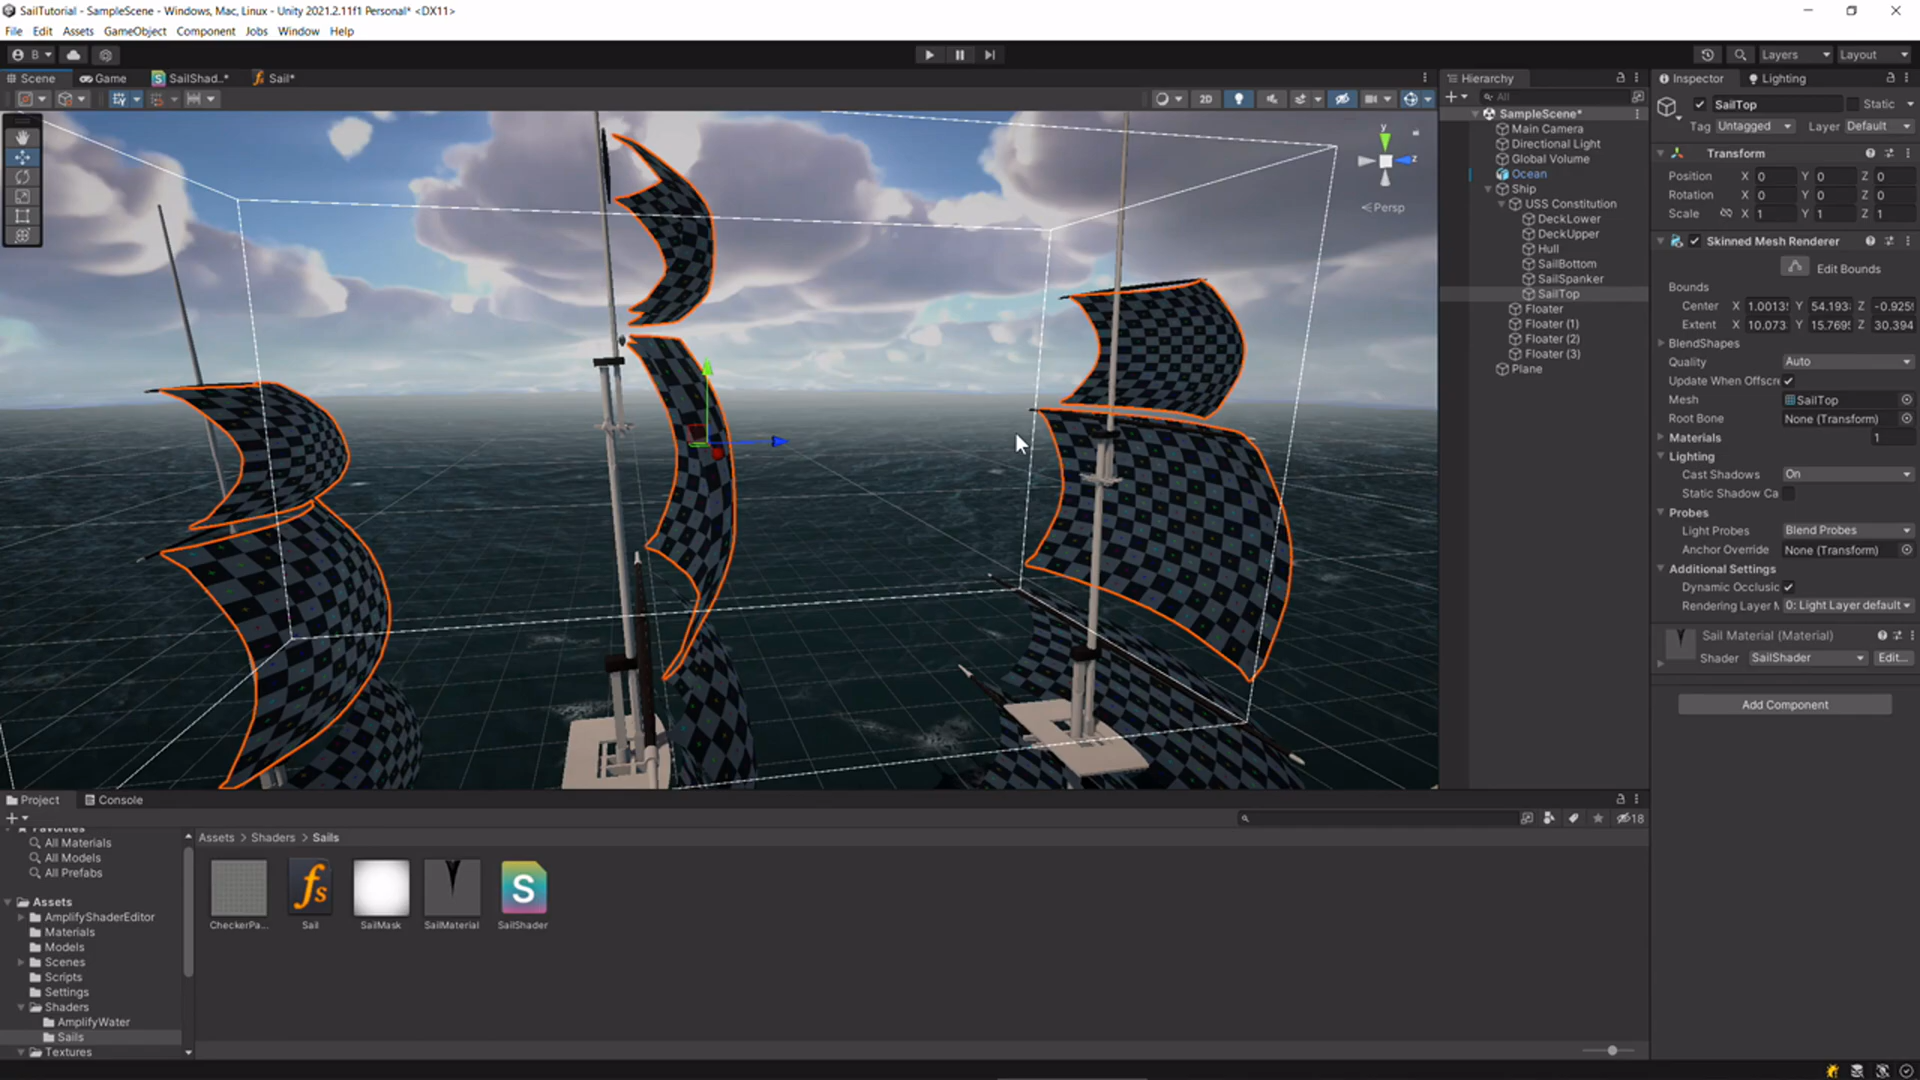 SailTutorial - SampleScene - Windows, Mac, Linux - Unity 2021.2.11f1 Personal* <DX11>
File Edit Assets GameObject Component Jobs Window Help
B Layers Layout
Scene Game SailShad..* Sail*
2D
y
z
Persp
Hierarchy
All
SampleScene*
Main Camera
Directional Light
Global Volume
Ocean
Ship
USS Constitution
DeckLower
DeckUpper
Hull
SailBottom
SailSpanker
SailTop
Floater
Floater (1)
Floater (2)
Floater (3)
Plane
Inspector Lighting
SailTop Static
Tag Untagged Layer Default
Transform
Position X 0 Y 0 Z 0
Rotation X 0 Y 0 Z 0
Scale X 1 Y 1 Z 1
Skinned Mesh Renderer
Edit Bounds
Bounds
Center X 1.0013 Y 54.193 Z -0.925
Extent X 10.073 Y 15.769 Z 30.394
BlendShapes
Quality Auto
Update When Offscre
Mesh SailTop
Root Bone None (Transform)
Materials 1
Lighting
Cast Shadows On
Static Shadow Ca
Probes
Light Probes Blend Probes
Anchor Override None (Transform)
Additional Settings
Dynamic Occlusic
Rendering Layer M 0: Light Layer default
Sail Material (Material)
Shader SailShader Edit...
Add Component
Project Console
18
Favorites
All Materials
All Models
All Prefabs
Assets
AmplifyShaderEditor
Materials
Models
Scenes
Scripts
Settings
Shaders
AmplifyWater
Sails
Textures
Assets > Shaders > Sails
CheckerPa... Sail SailMask SailMaterial SailShader